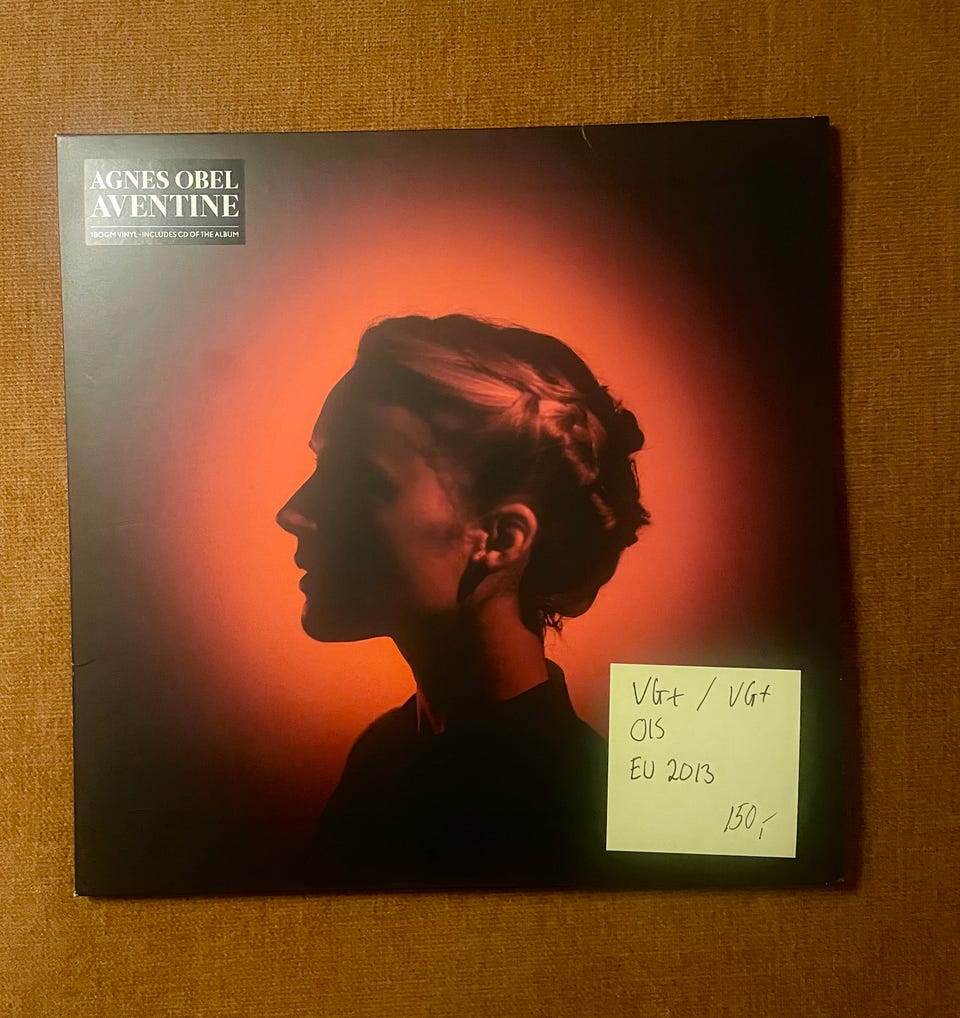 AGNES OBEL
AVENTINE
180GM VINYL - INCLUDES CD OF THE ALBUM
VG+ / VG+
OIS
EU 2013
150,-